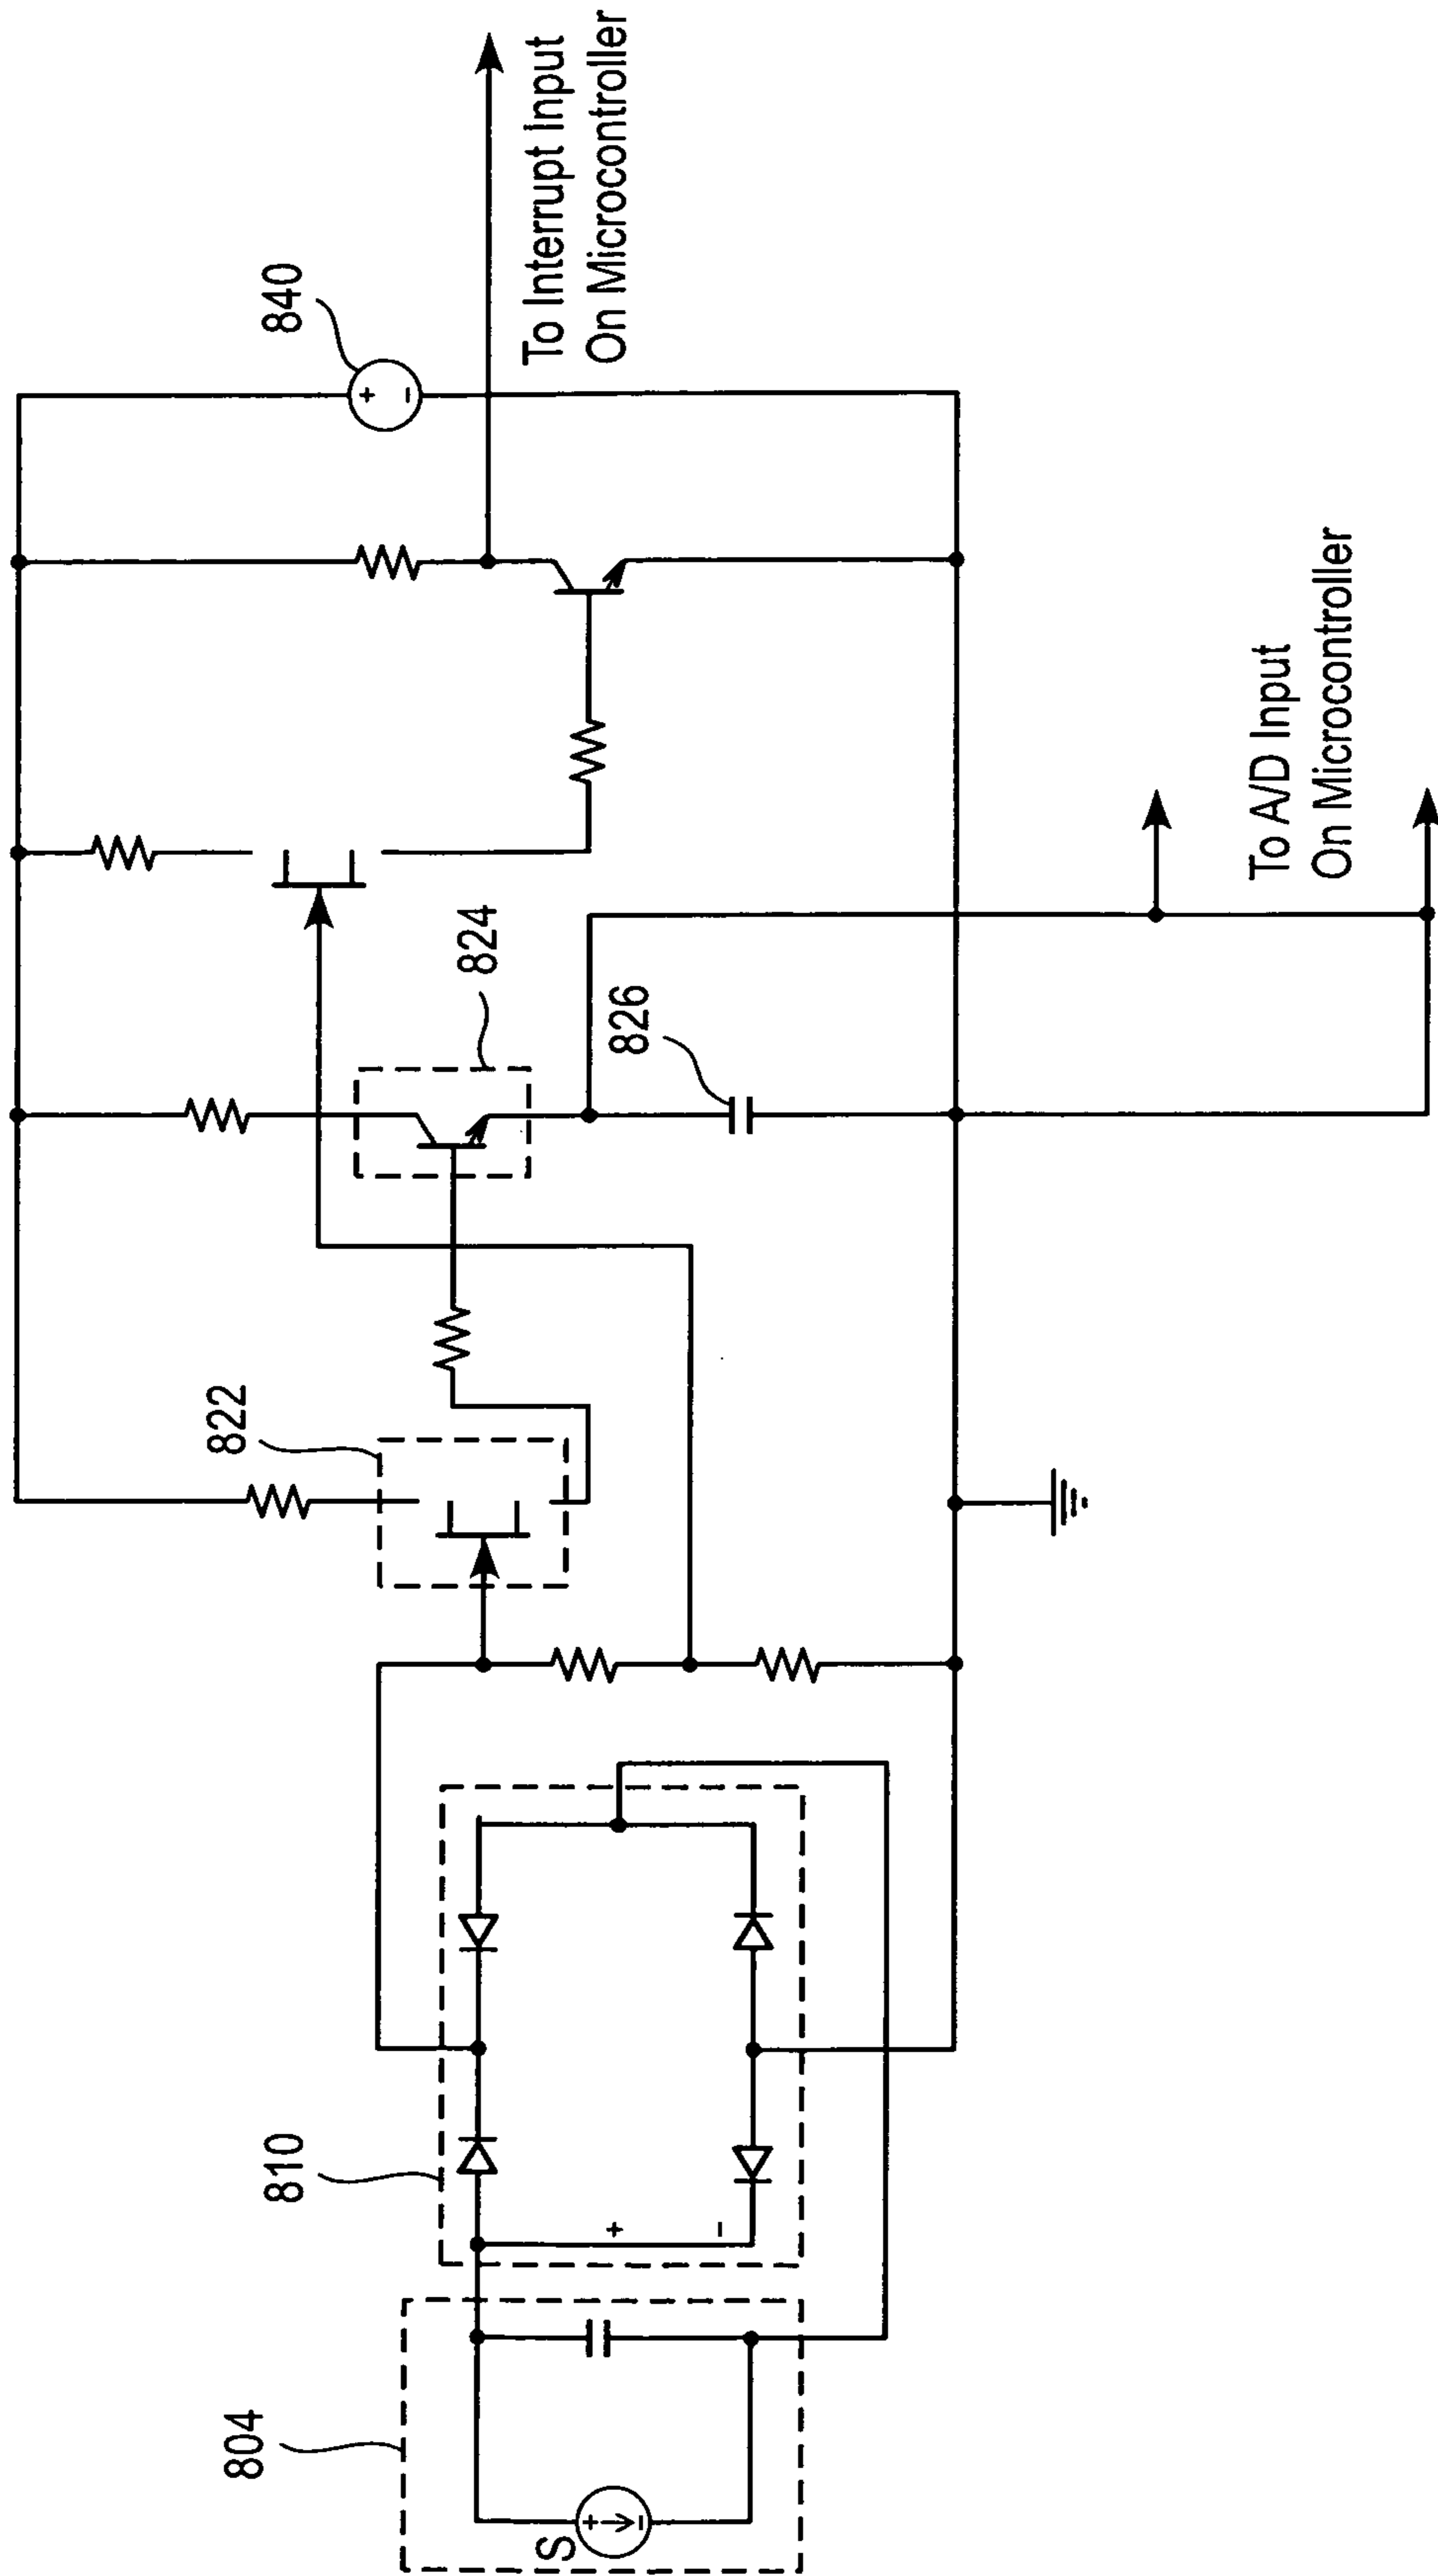 804
S
+
-
810
+
-
822
824
826
840
+
-
To Interrupt Input
On Microcontroller
To A/D Input
On Microcontroller